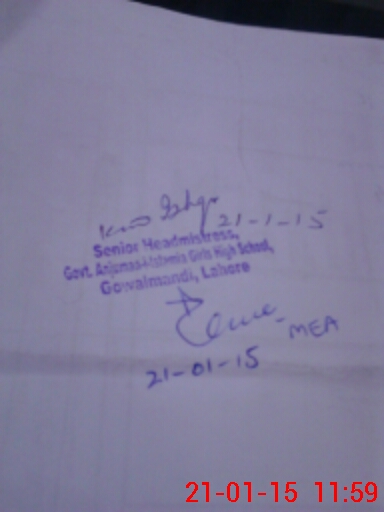 21-1-15
Senior Headmistress,
Govt. Anjuman-i-Islamia Girls High School,
Gowalmandi, Lahore
MEA
21-01-15
21-01-15 11:59